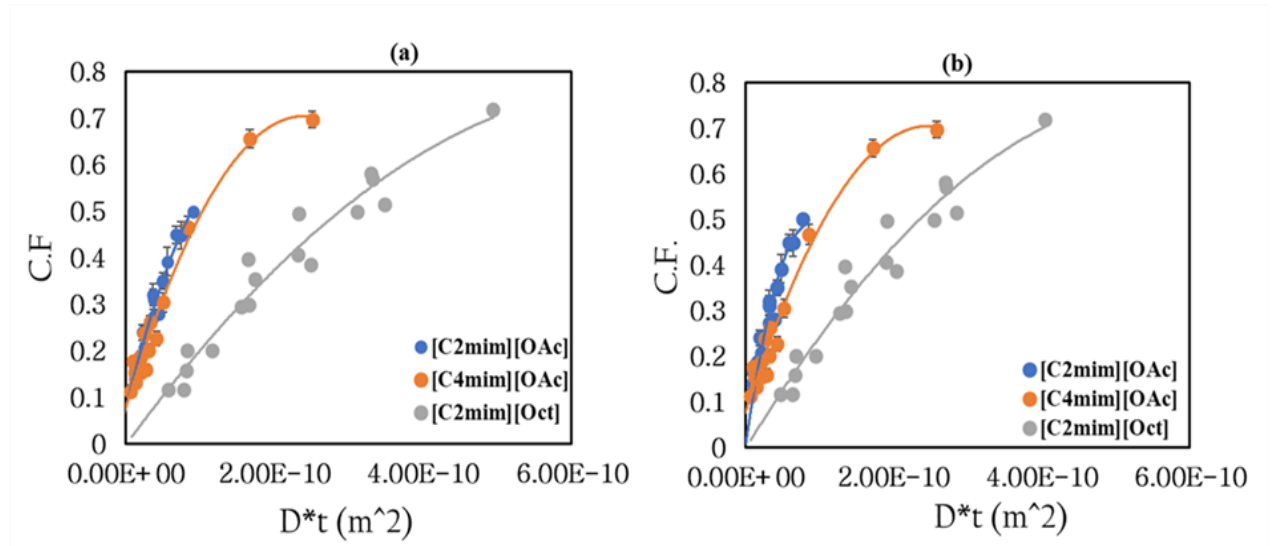 (a)
0.8
0.7
0.6
0.5
0.4
0.3
0.2
0.1
0
C.F
[C2mim][OAc]
[C4mim][OAc]
[C2mim][Oct]
0.00E+00 2.00E-10 4.00E-10 6.00E-10
D*t (m^2)
(b)
0.8
0.7
0.6
0.5
0.4
0.3
0.2
0.1
0
C.F.
[C2mim][OAc]
[C4mim][OAc]
[C2mim][Oct]
0.00E+00 2.00E-10 4.00E-10 6.00E-10
D*t (m^2)